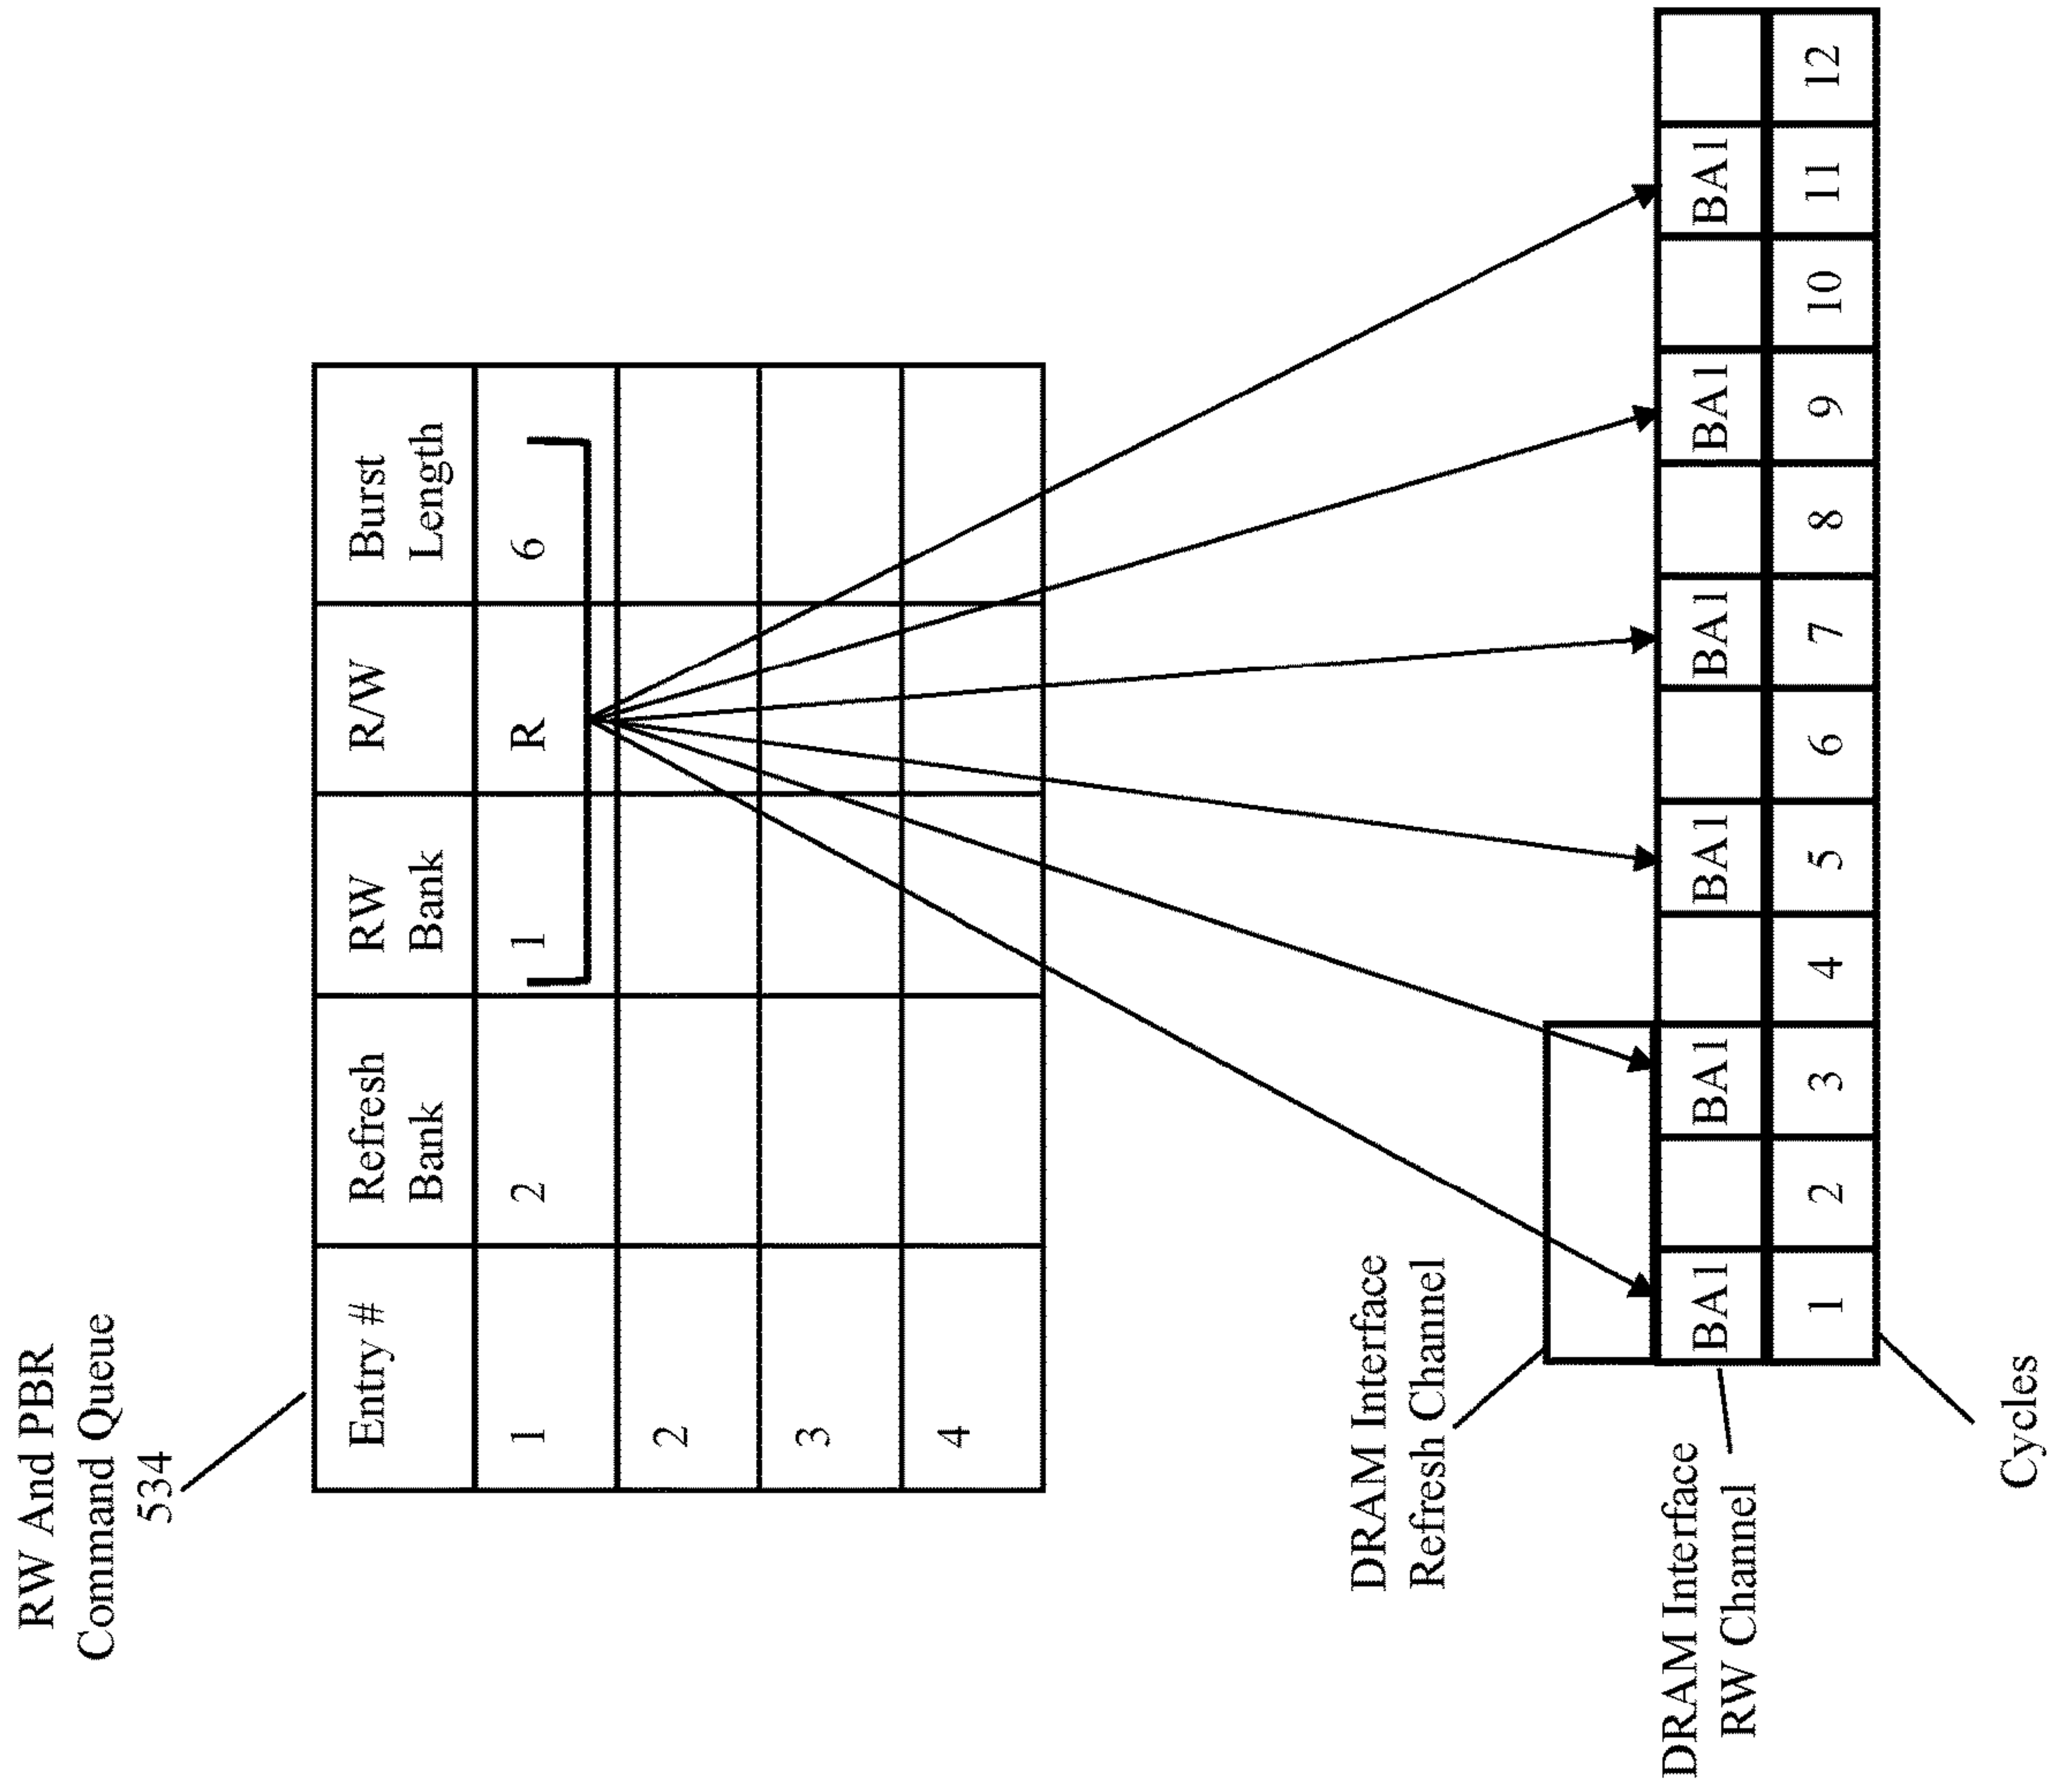 RW And PBR
Command Queue
534
Entry #
Refresh
Bank
RW
Bank
R/W
Burst
Length
1
2
1
R
6
2
3
4
DRAM Interface
Refresh Channel
DRAM Interface
RW Channel
BA1
BA1
BA1
BA1
BA1
BA1
1
2
3
4
5
6
7
8
9
10
11
12
Cycles